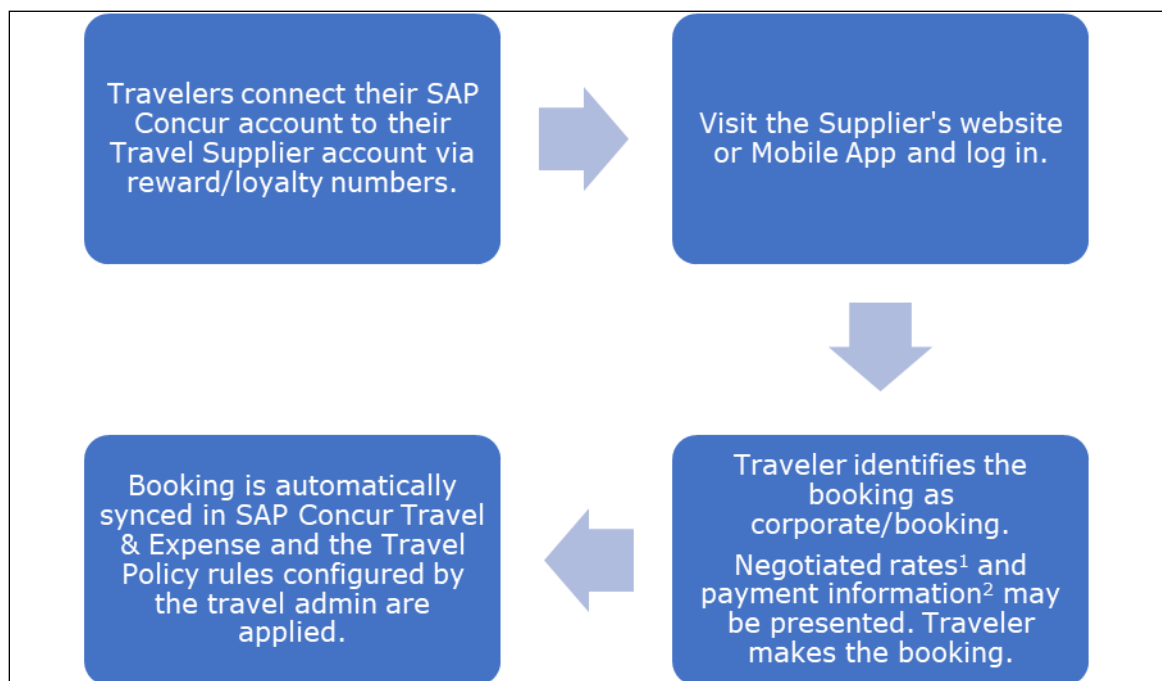 Travelers connect their SAP
Concur account to their
Travel Supplier account via
reward/loyalty numbers.
Visit the Supplier's website
or Mobile App and log in.
Traveler identifies the
booking as
corporate/booking.
Negotiated rates¹ and
payment information² may
be presented. Traveler
makes the booking.
Booking is automatically
synced in SAP Concur Travel
& Expense and the Travel
Policy rules configured by
the travel admin are
applied.